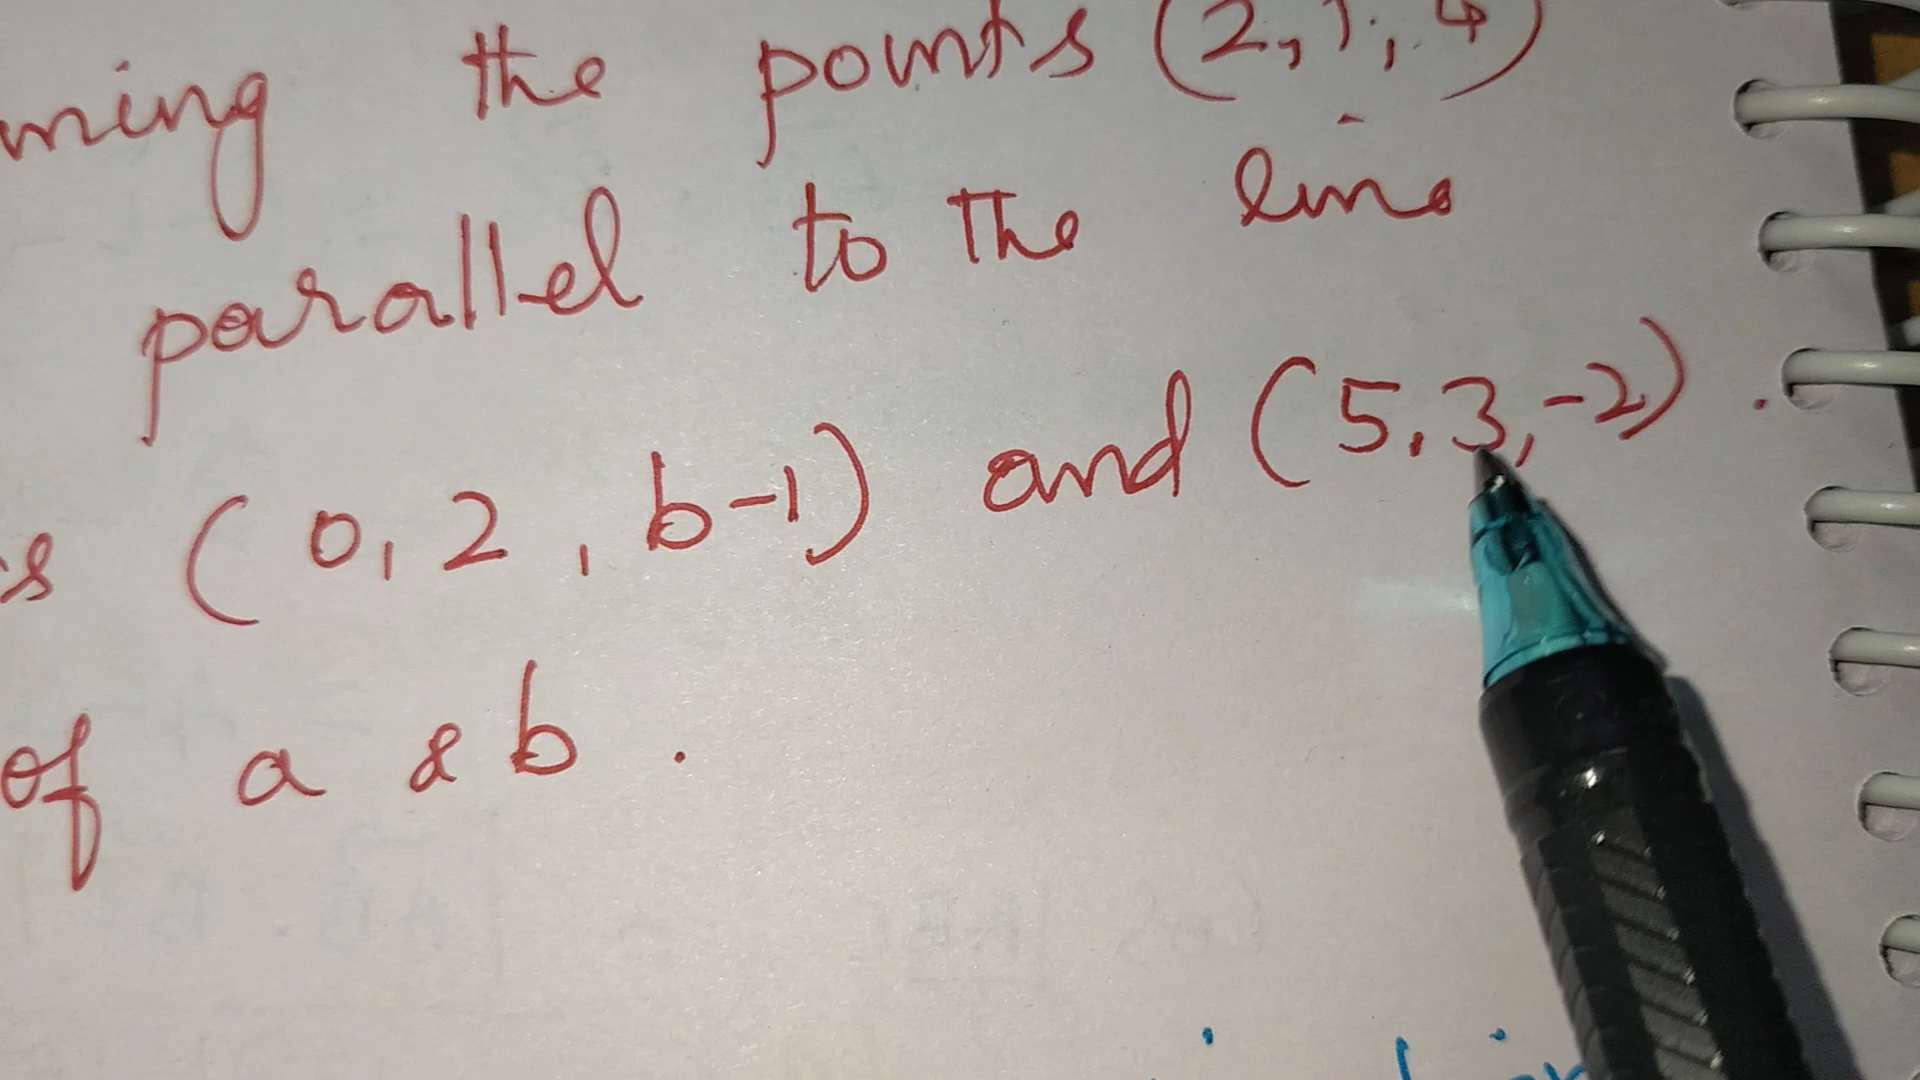 ming the points (2, 1, 4)
parallel to the line
s (0, 2, b-1) and (5, 3, -2).
of a & b.